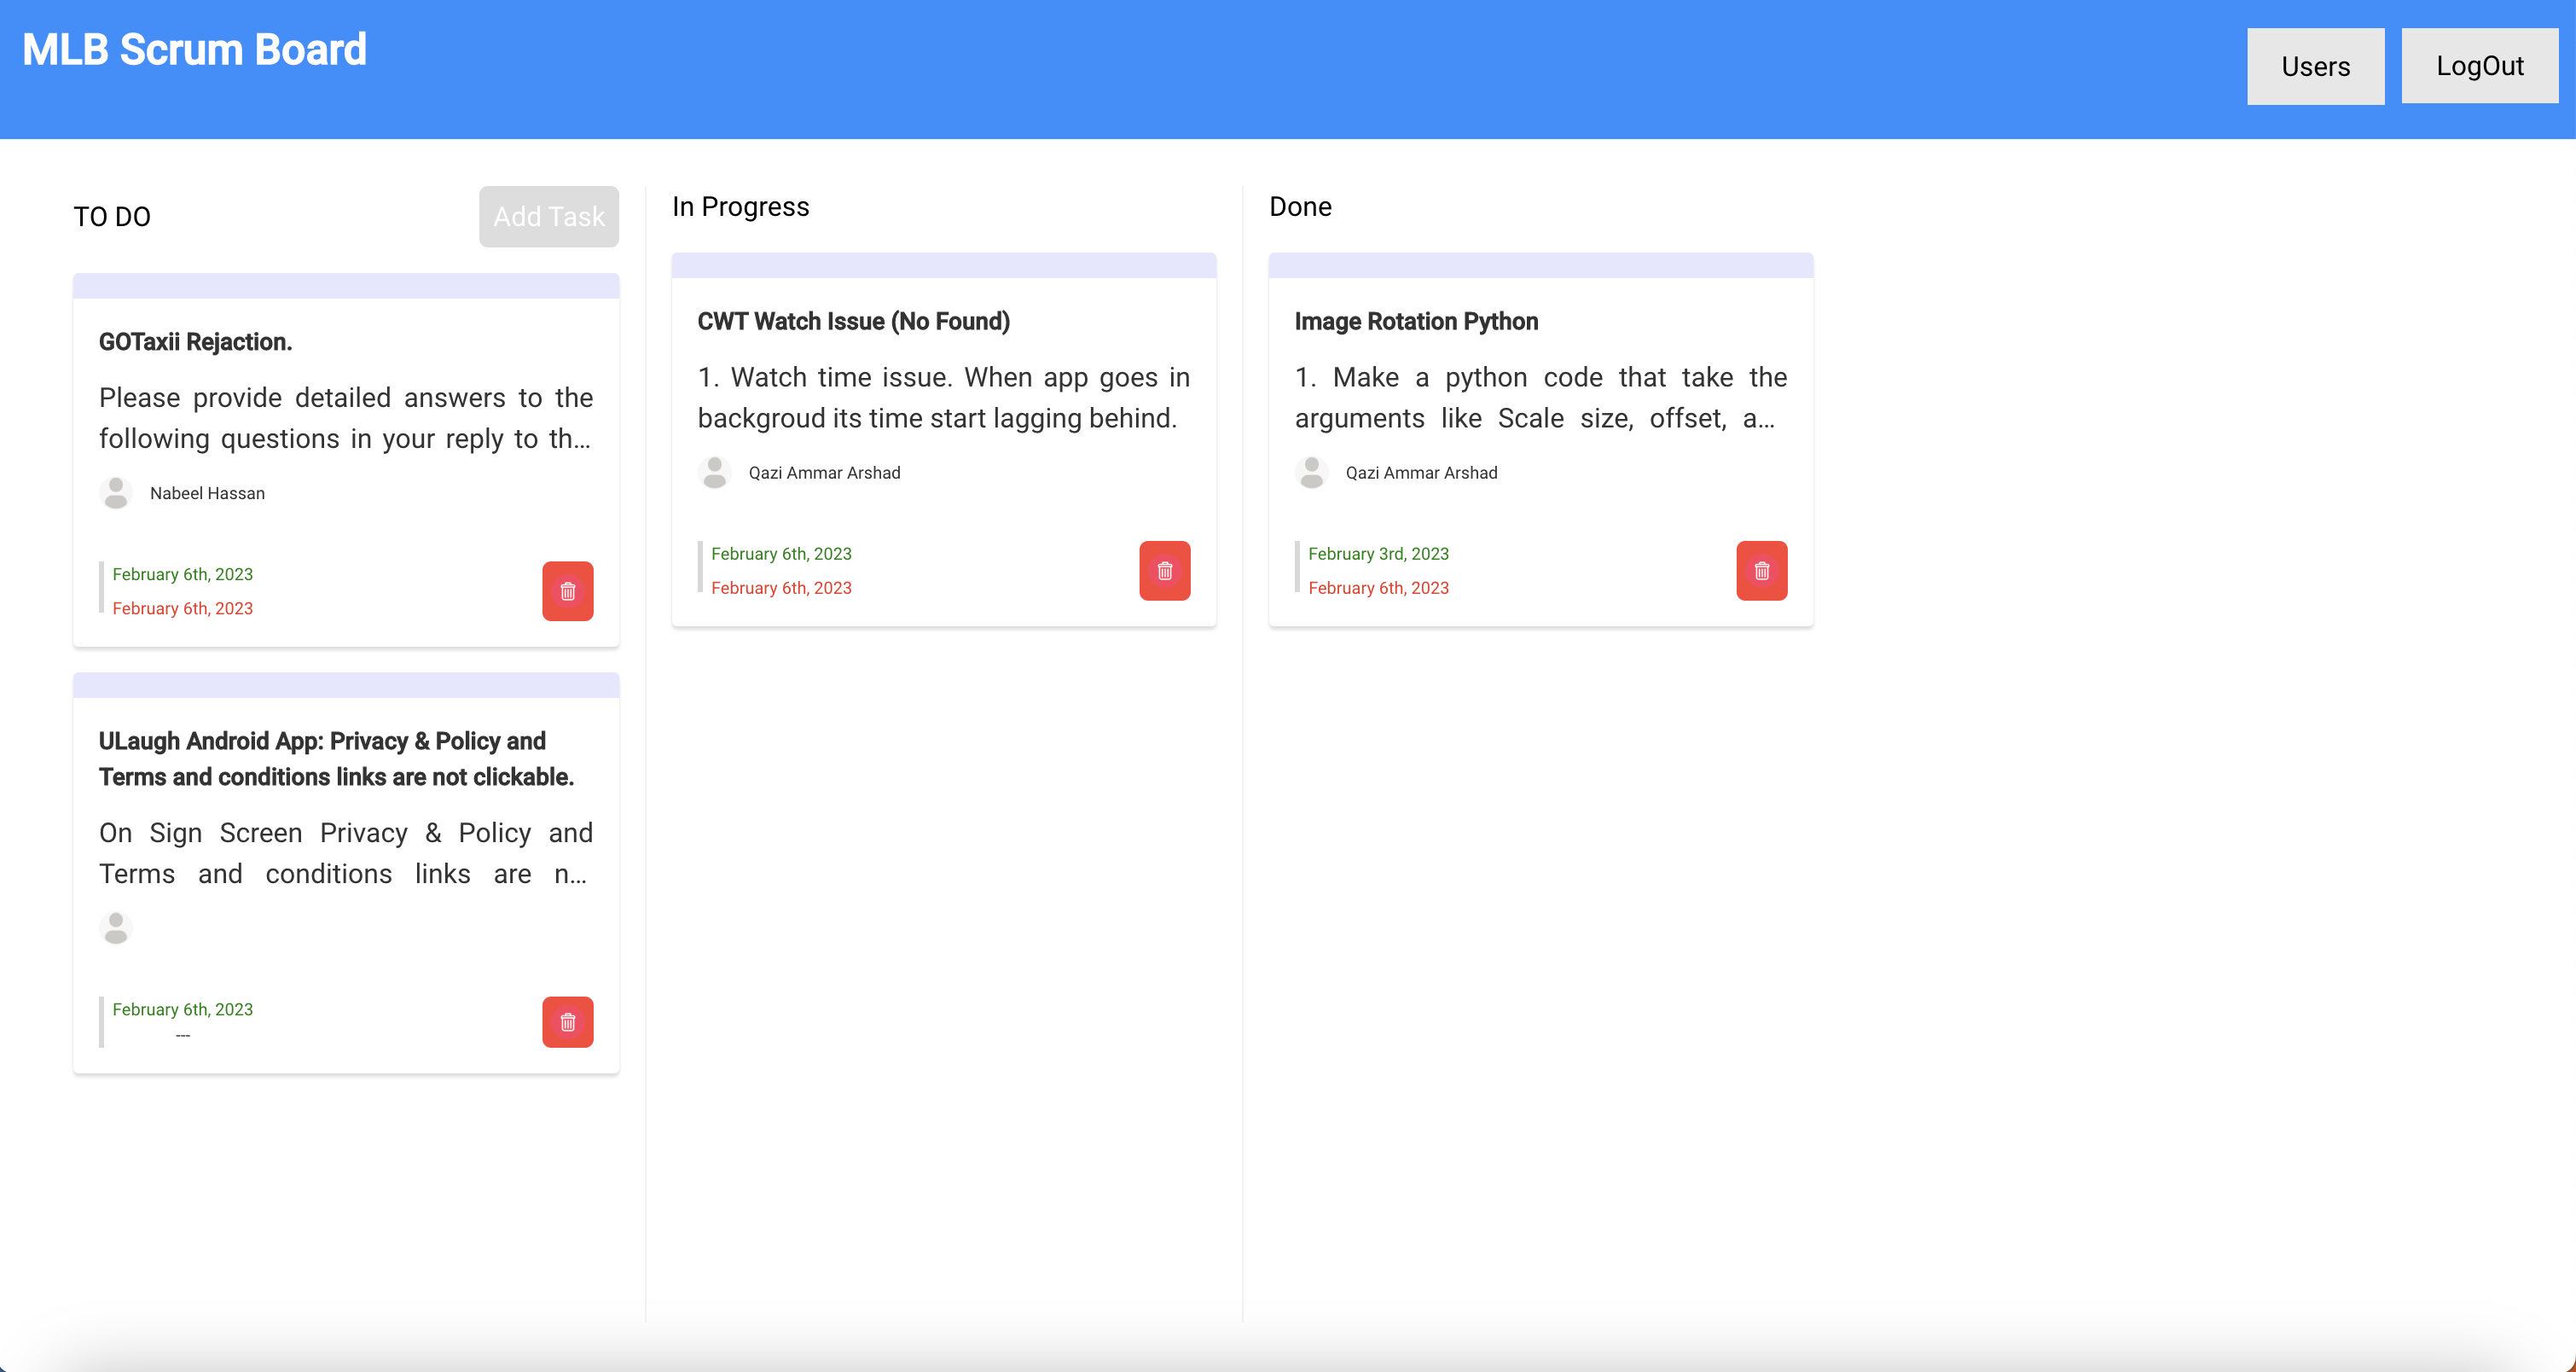 MLB Scrum Board
Users
LogOut
TO DO
Add Task
GOTaxii Rejaction.
Please provide detailed answers to the
following questions in your reply to th...
Nabeel Hassan
February 6th, 2023
February 6th, 2023
ULaugh Android App: Privacy & Policy and
Terms and conditions links are not clickable.
On Sign Screen Privacy & Policy and
Terms and conditions links are n...
February 6th, 2023
---
In Progress
CWT Watch Issue (No Found)
1. Watch time issue. When app goes in
backgroud its time start lagging behind.
Qazi Ammar Arshad
February 6th, 2023
February 6th, 2023
Done
Image Rotation Python
1. Make a python code that take the
arguments like Scale size, offset, a...
Qazi Ammar Arshad
February 3rd, 2023
February 6th, 2023